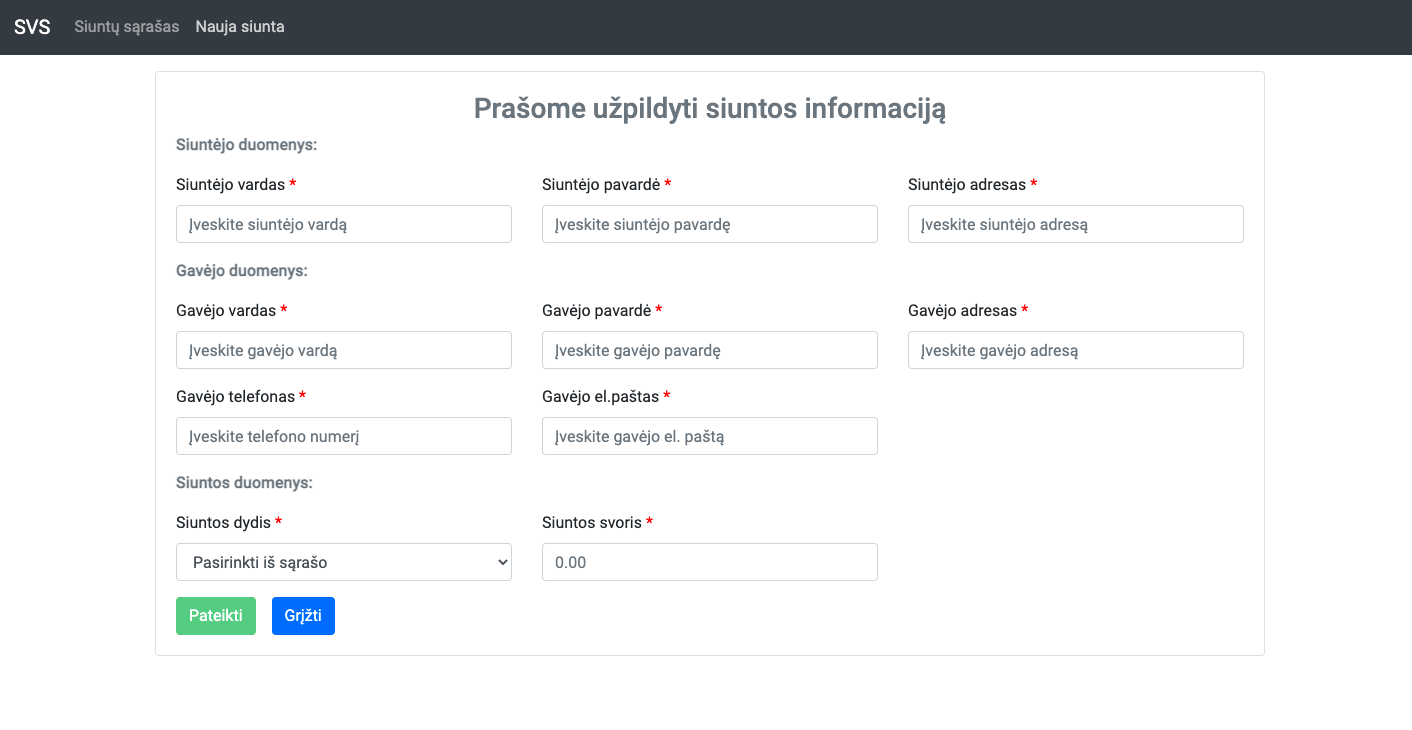 SVS Siuntų sąrašas Nauja siunta
Prašome užpildyti siuntos informaciją
Siuntėjo duomenys:
Siuntėjo vardas * Siuntėjo pavardė * Siuntėjo adresas *
Įveskite siuntėjo vardą Įveskite siuntėjo pavardę Įveskite siuntėjo adresą
Gavėjo duomenys:
Gavėjo vardas * Gavėjo pavardė * Gavėjo adresas *
Įveskite gavėjo vardą Įveskite gavėjo pavardę Įveskite gavėjo adresą
Gavėjo telefonas * Gavėjo el.paštas *
Įveskite telefono numerį Įveskite gavėjo el. paštą
Siuntos duomenys:
Siuntos dydis * Siuntos svoris *
Pasirinkti iš sąrašo 0.00
Pateikti Grįžti